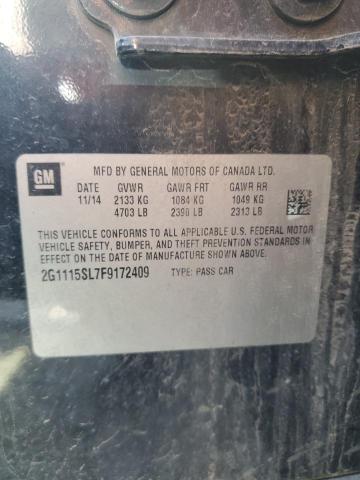 GM
MFD BY GENERAL MOTORS OF CANADA LTD.
DATE GVWR GAWR FRT GAWR RR
11/14 2133 KG 1084 KG 1049 KG
4703 LB 2390 LB 2313 LB
THIS VEHICLE CONFORMS TO ALL APPLICABLE U.S. FEDERAL MOTOR
VEHICLE SAFETY, BUMPER, AND THEFT PREVENTION STANDARDS IN
EFFECT ON THE DATE OF MANUFACTURE SHOWN ABOVE.
2G1115SL7F9172409 TYPE: PASS CAR